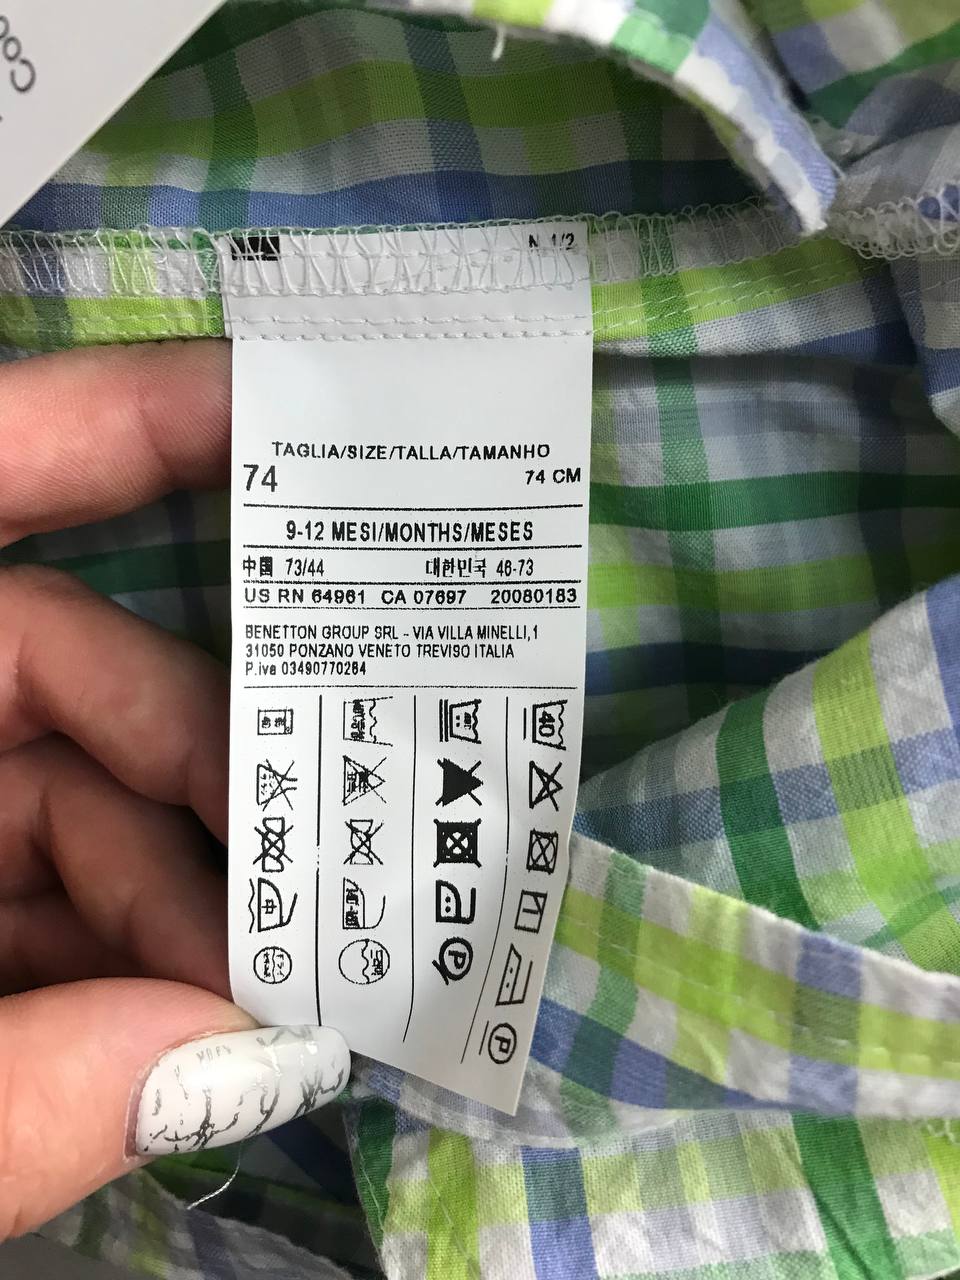 Coo
N. 1/2
TAGLIA/SIZE/TALLA/TAMANHO
74 74 CM
9-12 MESI/MONTHS/MESES
中国 73/44 대한민국 46-73
US RN 64961 CA 07697 20080183
BENETTON GROUP SRL - VIA VILLA MINELLI,1
31050 PONZANO VENETO TREVISO ITALIA
P.iva 03490770264
40
中
P
P